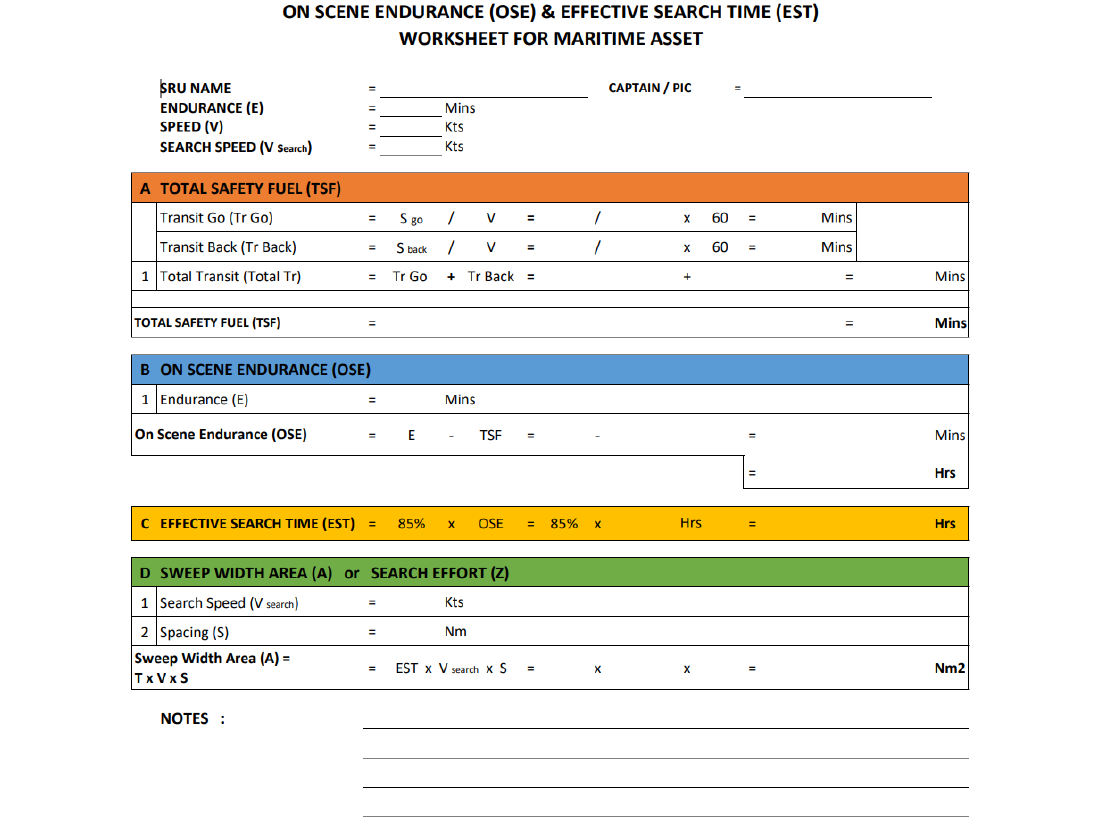 ON SCENE ENDURANCE (OSE) & EFFECTIVE SEARCH TIME (EST)
WORKSHEET FOR MARITIME ASSET
SRU NAME = CAPTAIN / PIC =
ENDURANCE (E) = Mins
SPEED (V) = Kts
SEARCH SPEED (V Search) = Kts
A TOTAL SAFETY FUEL (TSF)
Transit Go (Tr Go) = S go / V = / x 60 = Mins
Transit Back (Tr Back) = S back / V = / x 60 = Mins
1 Total Transit (Total Tr) = Tr Go + Tr Back = + = Mins
TOTAL SAFETY FUEL (TSF) = = Mins
B ON SCENE ENDURANCE (OSE)
1 Endurance (E) = Mins
On Scene Endurance (OSE) = E - TSF = - = Mins
= Hrs
C EFFECTIVE SEARCH TIME (EST) = 85% x OSE = 85% x Hrs = Hrs
D SWEEP WIDTH AREA (A) or SEARCH EFFORT (Z)
1 Search Speed (V search) = Kts
2 Spacing (S) = Nm
Sweep Width Area (A) =
T x V x S = EST x V search x S = x x = Nm2
NOTES :